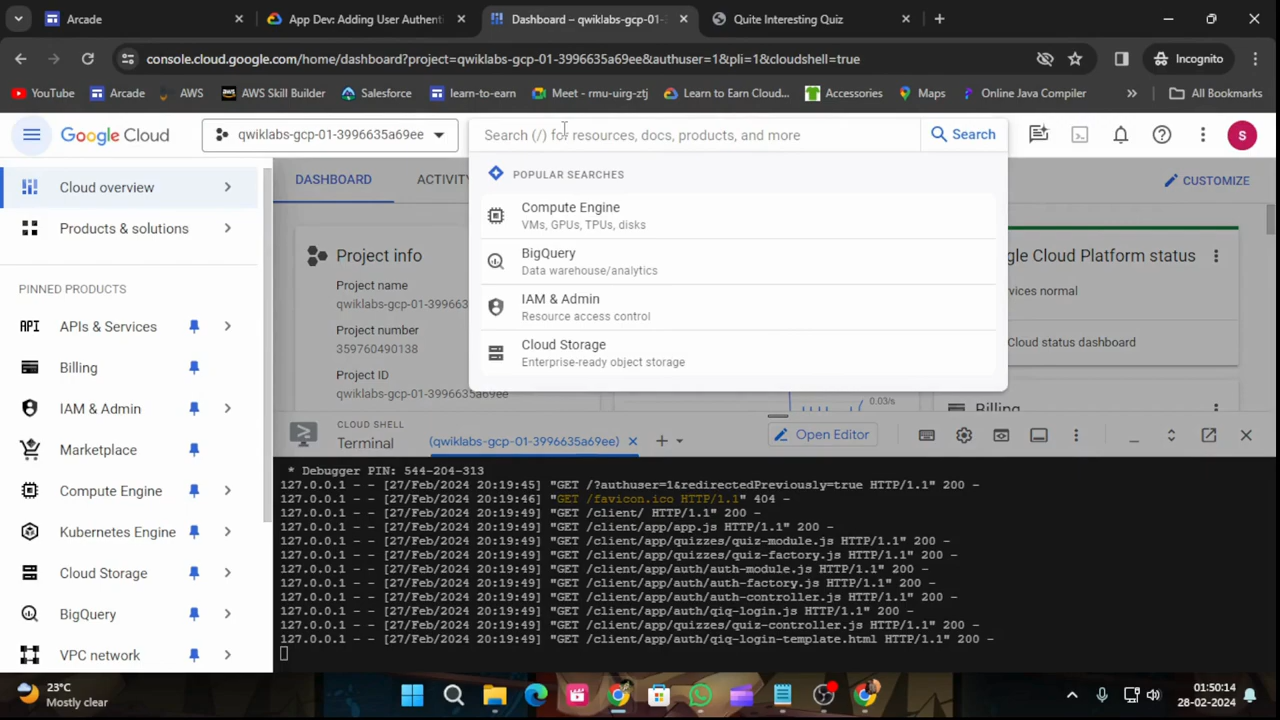 Arcade
App Dev: Adding User Authenti
Dashboard – qwiklabs-gcp-01-
Quite Interesting Quiz
console.cloud.google.com/home/dashboard?project=qwiklabs-gcp-01-3996635a69ee&authuser=1&pli=1&cloudshell=true
Incognito
YouTube
Arcade
AWS
AWS Skill Builder
Salesforce
learn-to-earn
Meet - rmu-uirg-ztj
Learn to Earn Cloud...
Accessories
Maps
Online Java Compiler
All Bookmarks
Google Cloud
qwiklabs-gcp-01-3996635a69ee
Search (/) for resources, docs, products, and more
Search
S
Cloud overview
Products & solutions
PINNED PRODUCTS
APIs & Services
Billing
IAM & Admin
Marketplace
Compute Engine
Kubernetes Engine
Cloud Storage
BigQuery
VPC network
DASHBOARD
ACTIVITY
CUSTOMIZE
POPULAR SEARCHES
Compute Engine
VMs, GPUs, TPUs, disks
BigQuery
Data warehouse/analytics
IAM & Admin
Resource access control
Cloud Storage
Enterprise-ready object storage
Project info
Project name
qwiklabs-gcp-01-3996635a69ee
Project number
359760490138
Project ID
qwiklabs-gcp-01-3996635a69ee
0.03/s
gle Cloud Platform status
vices normal
Cloud status dashboard
Billing
CLOUD SHELL
Terminal
(qwiklabs-gcp-01-3996635a69ee)
Open Editor
* Debugger PIN: 544-204-313
127.0.0.1 - - [27/Feb/2024 20:19:45] "GET /?authuser=1&redirectedPreviously=true HTTP/1.1" 200 -
127.0.0.1 - - [27/Feb/2024 20:19:46] "GET /favicon.ico HTTP/1.1" 404 -
127.0.0.1 - - [27/Feb/2024 20:19:49] "GET /client/ HTTP/1.1" 200 -
127.0.0.1 - - [27/Feb/2024 20:19:49] "GET /client/app/app.js HTTP/1.1" 200 -
127.0.0.1 - - [27/Feb/2024 20:19:49] "GET /client/app/quizzes/quiz-module.js HTTP/1.1" 200 -
127.0.0.1 - - [27/Feb/2024 20:19:49] "GET /client/app/quizzes/quiz-factory.js HTTP/1.1" 200 -
127.0.0.1 - - [27/Feb/2024 20:19:49] "GET /client/app/auth/auth-module.js HTTP/1.1" 200 -
127.0.0.1 - - [27/Feb/2024 20:19:49] "GET /client/app/auth/auth-factory.js HTTP/1.1" 200 -
127.0.0.1 - - [27/Feb/2024 20:19:49] "GET /client/app/auth/auth-controller.js HTTP/1.1" 200 -
127.0.0.1 - - [27/Feb/2024 20:19:49] "GET /client/app/auth/qiq-login.js HTTP/1.1" 200 -
127.0.0.1 - - [27/Feb/2024 20:19:49] "GET /client/app/quizzes/quiz-controller.js HTTP/1.1" 200 -
127.0.0.1 - - [27/Feb/2024 20:19:49] "GET /client/app/auth/qiq-login-template.html HTTP/1.1" 200 -
23°C
Mostly clear
01:50:14
28-02-2024